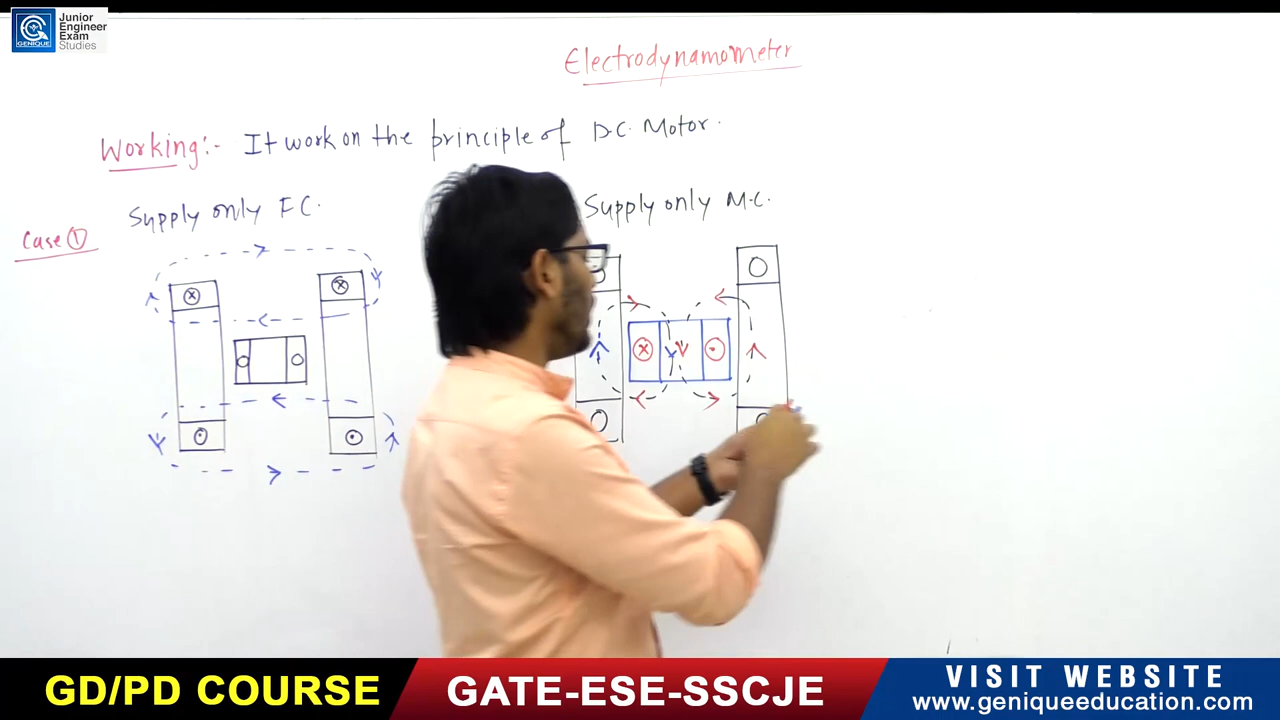 GENIQUE
Junior
Engineer
Exam
Studies
Electrodynamometer
Working:- It work on the principle of D.C. Motor.
Supply only F.C.
Supply only M.C.
Case ①
GD/PD COURSE
GATE-ESE-SSCJE
VISIT WEBSITE
www.geniqueeducation.com